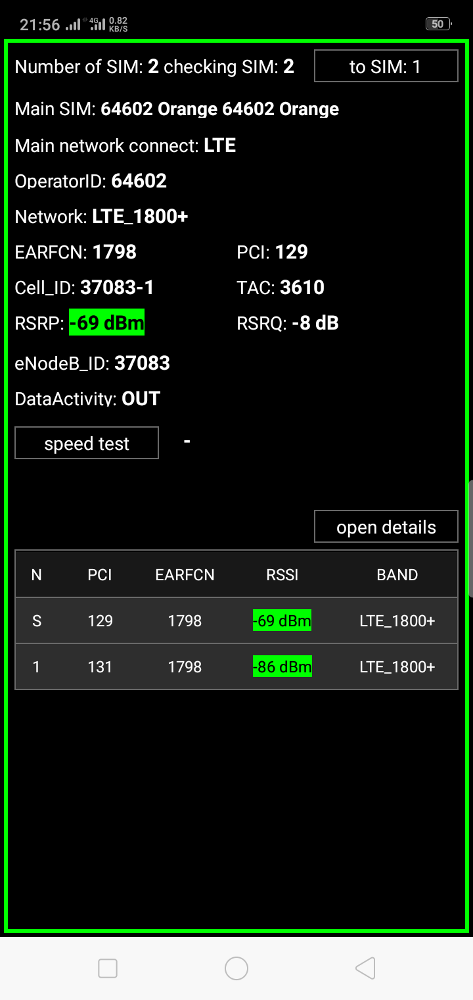 21:56 4G 0.82 KB/S 50
Number of SIM: 2 checking SIM: 2 to SIM: 1
Main SIM: 64602 Orange 64602 Orange
Main network connect: LTE
OperatorID: 64602
Network: LTE_1800+
EARFCN: 1798 PCI: 129
Cell_ID: 37083-1 TAC: 3610
RSRP: -69 dBm RSRQ: -8 dB
eNodeB_ID: 37083
DataActivity: OUT
speed test -
open details
N PCI EARFCN RSSI BAND
S 129 1798 -69 dBm LTE_1800+
1 131 1798 -86 dBm LTE_1800+